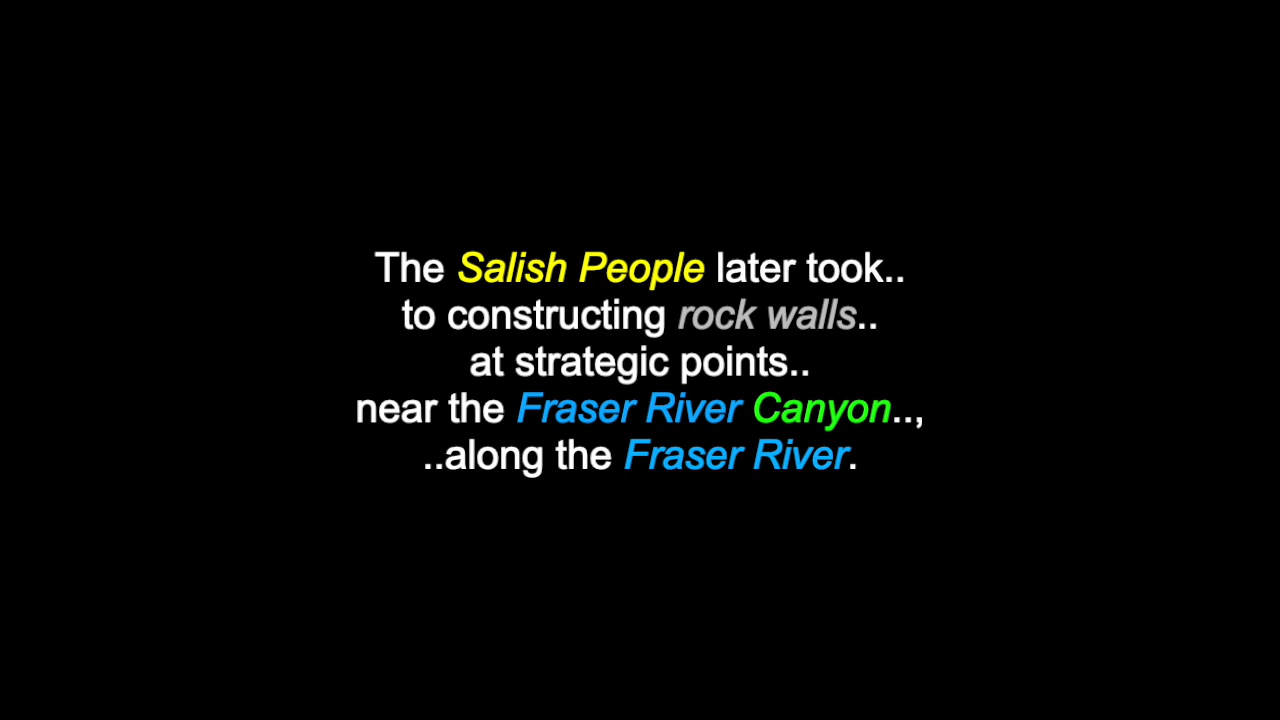 The Salish People later took..
to constructing rock walls..
at strategic points..
near the Fraser River Canyon..,
..along the Fraser River.